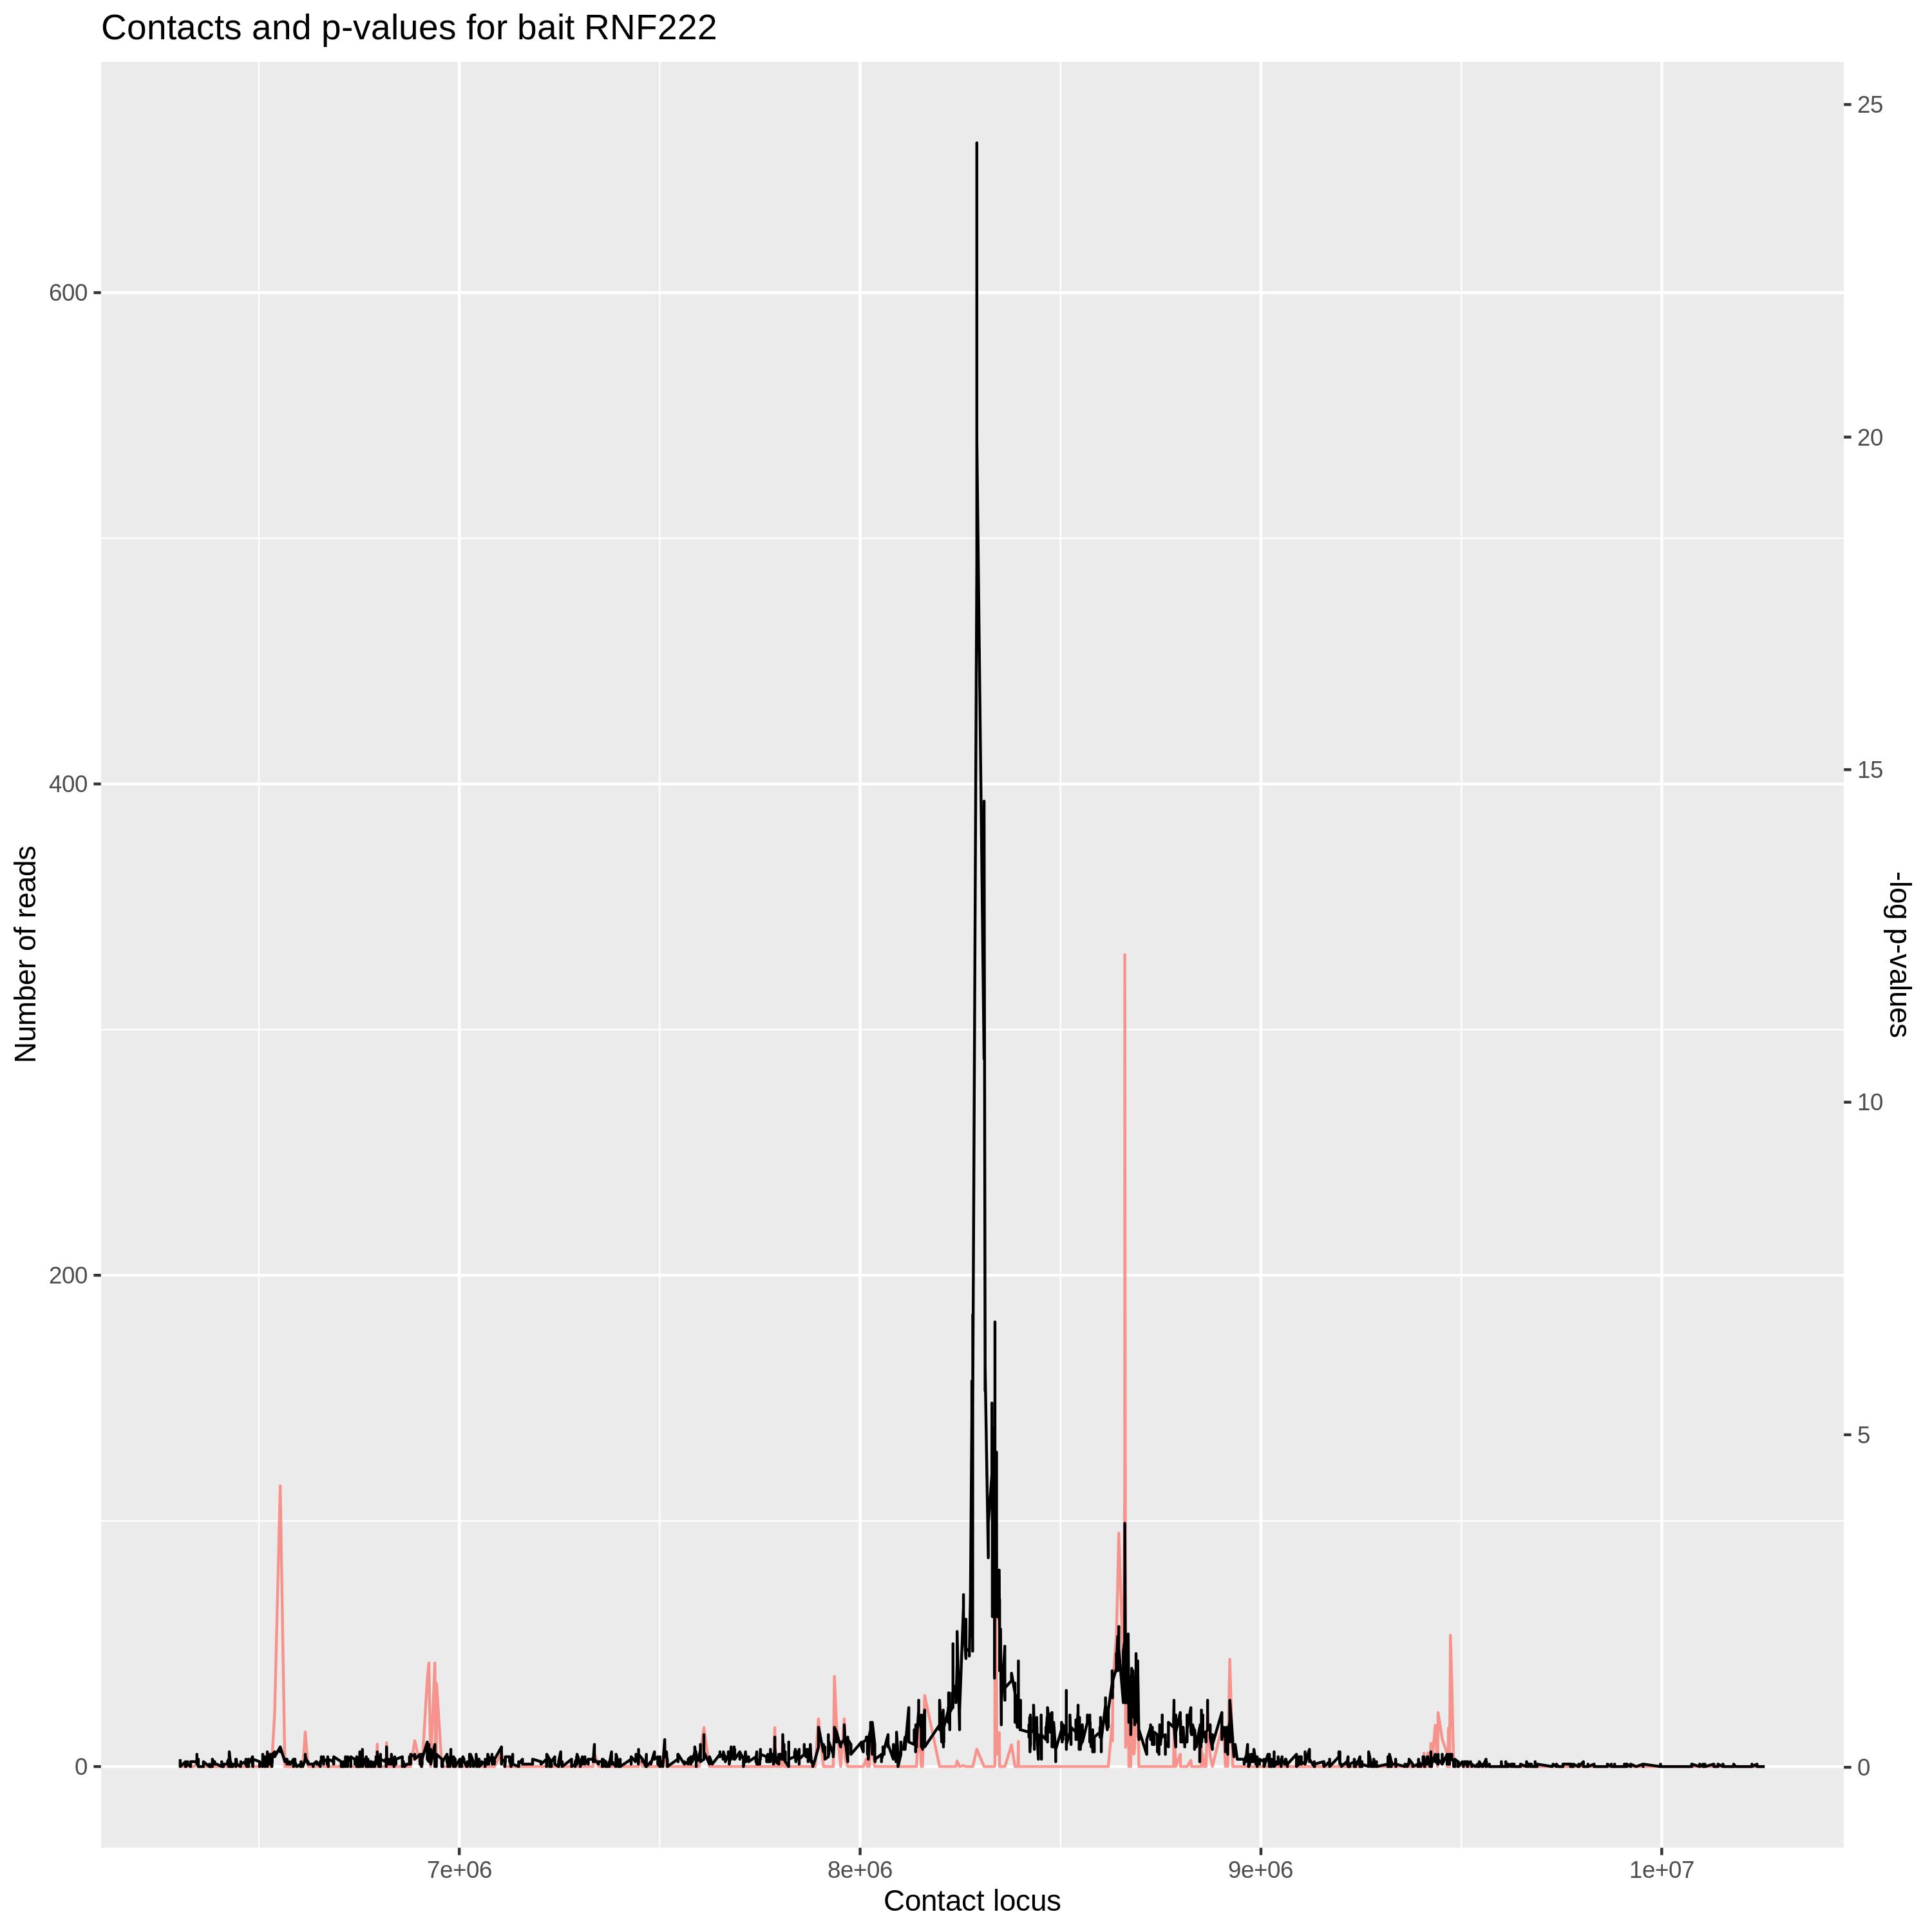 Contacts and p-values for bait RNF222
25
600
20
400
15
Number of reads
-log p-values
10
200
5
0
0
7e+06
8e+06
9e+06
1e+07
Contact locus